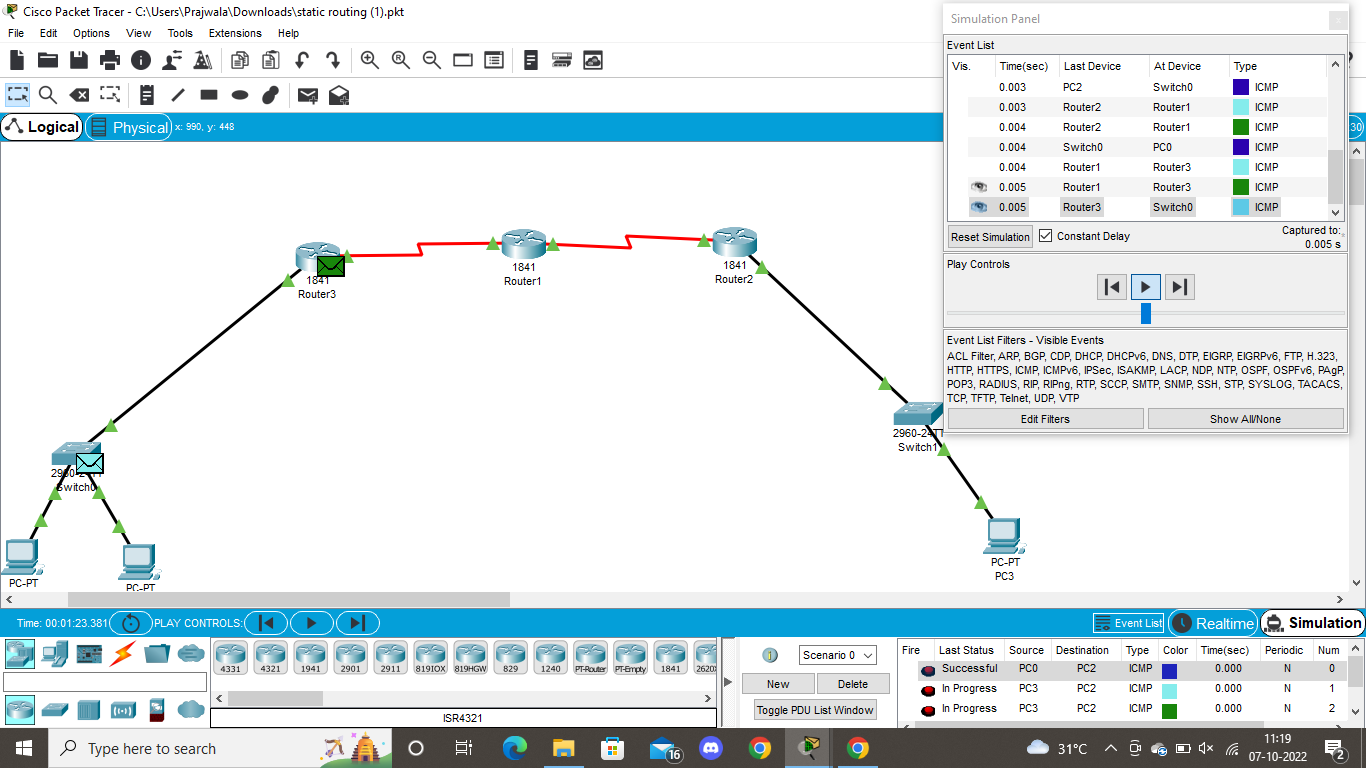 Cisco Packet Tracer - C:\Users\Prajwala\Downloads\static routing (1).pkt
File Edit Options View Tools Extensions Help
Logical Physical x: 990, y: 448
30
1841
Router3
1841
Router1
1841
Router2
Switch0
2960-24TT
Switch1
PC-PT
PC-PT
PC-PT
PC3
Simulation Panel
Event List
Vis. Time(sec) Last Device At Device Type
0.003 PC2 Switch0 ICMP
0.003 Router2 Router1 ICMP
0.004 Router2 Router1 ICMP
0.004 Switch0 PC0 ICMP
0.004 Router1 Router3 ICMP
0.005 Router1 Router3 ICMP
0.005 Router3 Switch0 ICMP
Reset Simulation Constant Delay Captured to:
0.005 s
Play Controls
Event List Filters - Visible Events
ACL Filter, ARP, BGP, CDP, DHCP, DHCPv6, DNS, DTP, EIGRP, EIGRPv6, FTP, H.323,
HTTP, HTTPS, ICMP, ICMPv6, IPSec, ISAKMP, LACP, NDP, NTP, OSPF, OSPFv6, PAgP,
POP3, RADIUS, RIP, RIPng, RTP, SCCP, SMTP, SNMP, SSH, STP, SYSLOG, TACACS,
TCP, TFTP, Telnet, UDP, VTP
Edit Filters Show All/None
Time: 00:01:23.381 PLAY CONTROLS: Event List Realtime Simulation
4331 4321 1941 2901 2911 819IOX 819HGW 829 1240 PT-Router PT-Empty 1841 2620X
ISR4321
Scenario 0
New Delete
Toggle PDU List Window
Fire Last Status Source Destination Type Color Time(sec) Periodic Num
Successful PC0 PC2 ICMP 0.000 N 0
In Progress PC3 PC2 ICMP 0.000 N 1
In Progress PC3 PC2 ICMP 0.000 N 2
Type here to search
16
31°C
11:19
07-10-2022
2